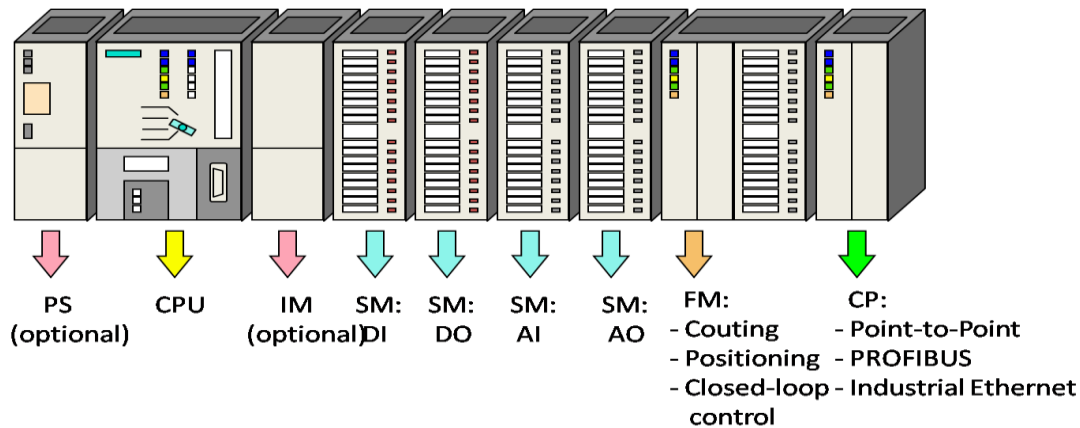 PS
(optional)
CPU
IM
(optional)
SM:
DI
SM:
DO
SM:
AI
SM:
AO
FM:
- Couting
- Positioning
- Closed-loop
control
CP:
- Point-to-Point
- PROFIBUS
- Industrial Ethernet